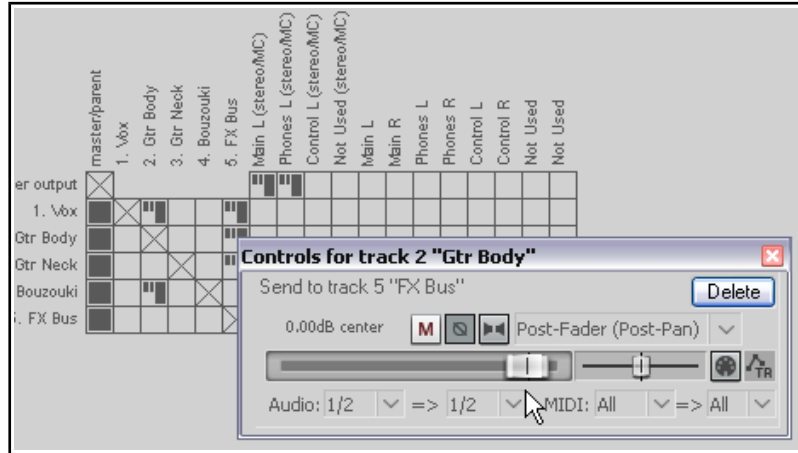 master/parent
1. Vox
2. Gtr Body
3. Gtr Neck
4. Bouzouki
5. FX Bus
Main L (stereo/MC)
Phones L (stereo/MC)
Control L (stereo/MC)
Not Used (stereo/MC)
Main L
Main R
Phones L
Phones R
Control L
Control R
Not Used
Not Used
er output
1. Vox
Gtr Body
Gtr Neck
Bouzouki
5. FX Bus
Controls for track 2 "Gtr Body"
Send to track 5 "FX Bus"
Delete
0.00dB center M Post-Fader (Post-Pan)
TR
Audio: 1/2 => 1/2 MIDI: All => All